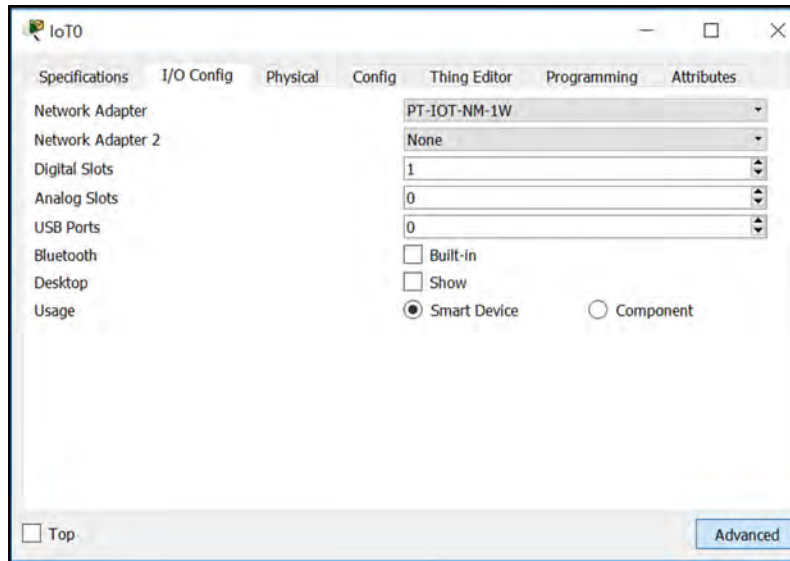 IoT0
Specifications I/O Config Physical Config Thing Editor Programming Attributes
Network Adapter PT-IOT-NM-1W
Network Adapter 2 None
Digital Slots 1
Analog Slots 0
USB Ports 0
Bluetooth Built-in
Desktop Show
Usage Smart Device Component
Top Advanced